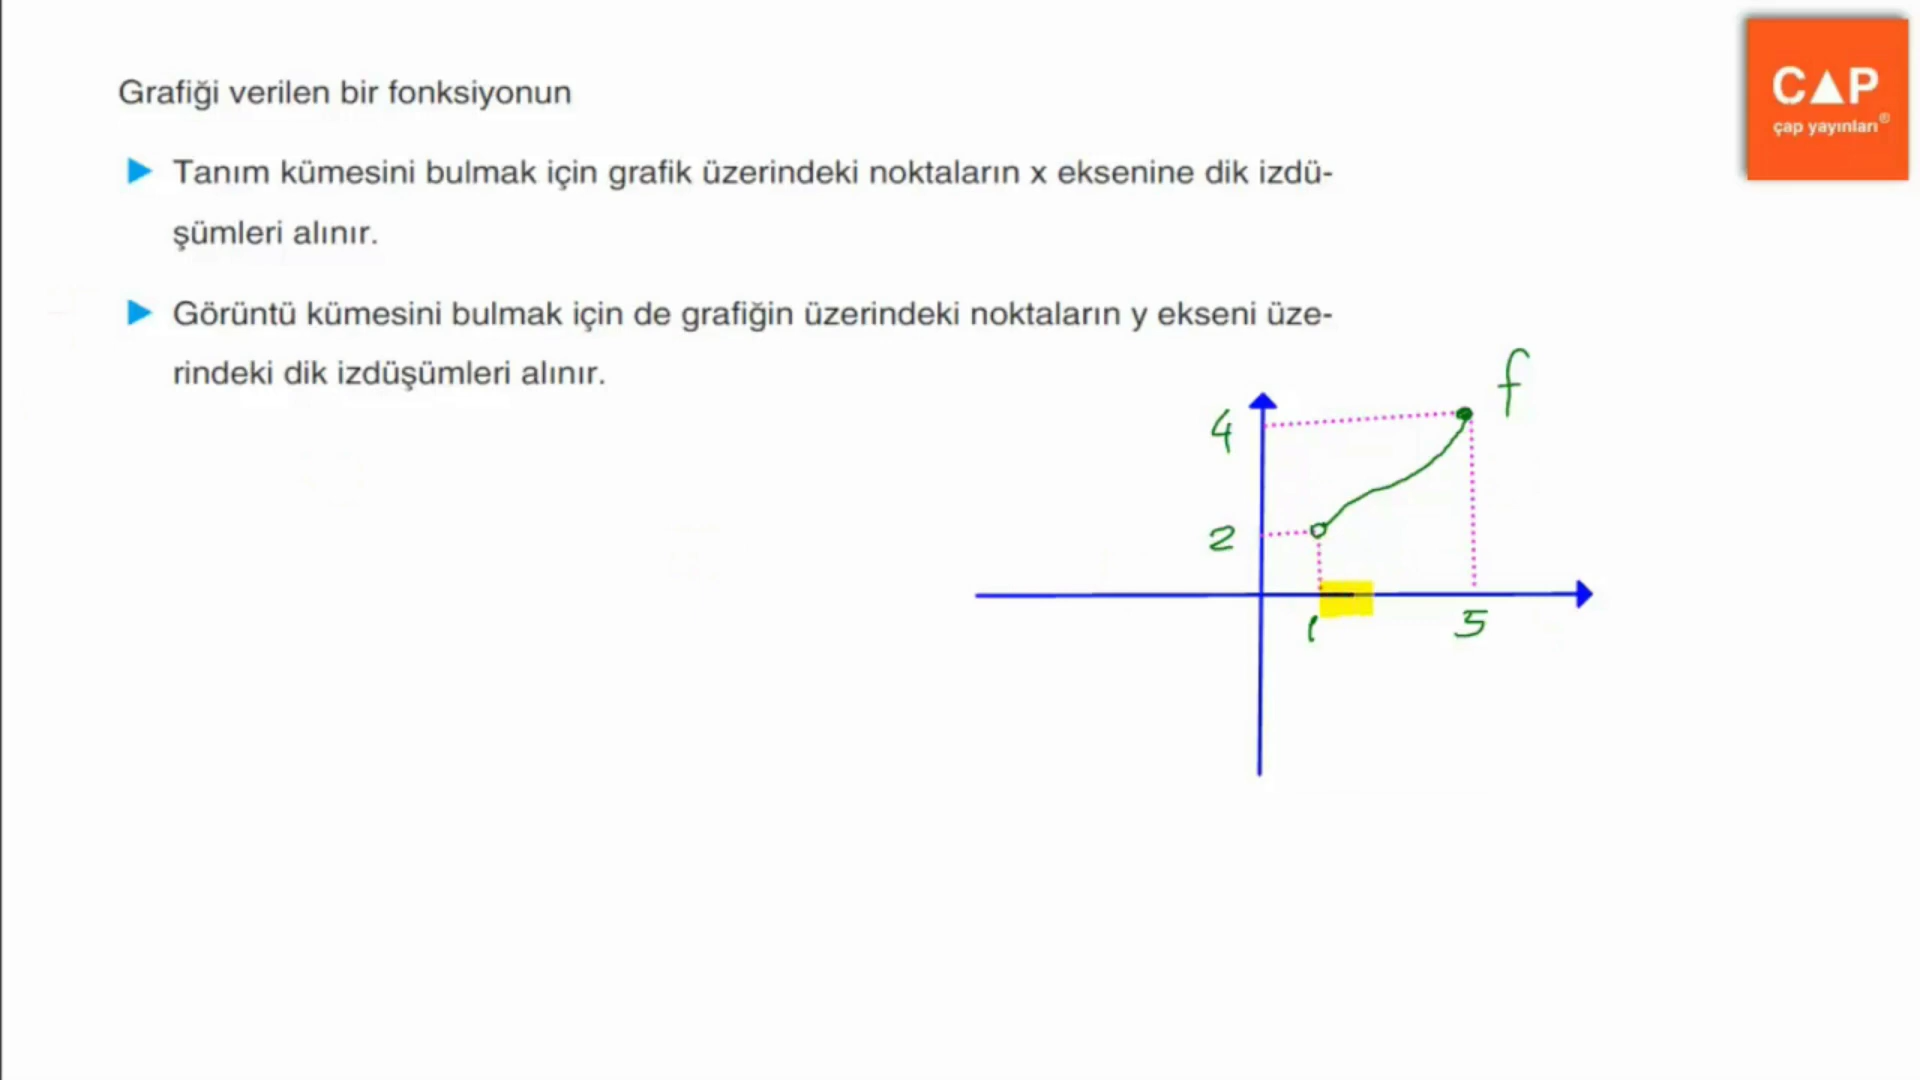 Grafiği verilen bir fonksiyonun
Tanım kümesini bulmak için grafik üzerindeki noktaların x eksenine dik izdü-
şümleri alınır.
Görüntü kümesini bulmak için de grafiğin üzerindeki noktaların y ekseni üze-
rindeki dik izdüşümleri alınır.
CAP
çap yayınları®
f
4
2
1
5